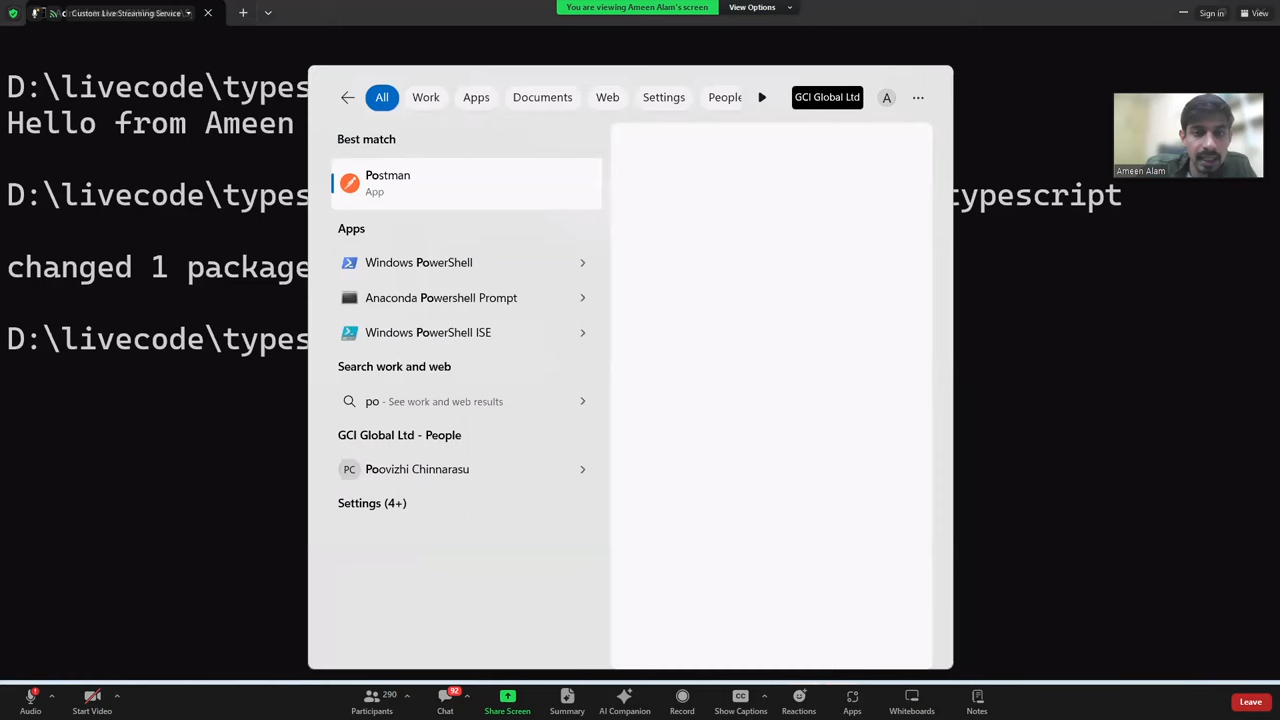 Custom Live Streaming Service
You are viewing Ameen Alam's screen
View Options
Sign in
View
D:\livecode\types
Hello from Ameen
D:\livecode\types
typescript
changed 1 package
D:\livecode\types
All
Work
Apps
Documents
Web
Settings
People
GCI Global Ltd
A
Best match
Postman
App
Apps
Windows PowerShell
Anaconda Powershell Prompt
Windows PowerShell ISE
Search work and web
po - See work and web results
GCI Global Ltd - People
PC
Poovizhi Chinnarasu
Settings (4+)
Ameen Alam
Audio
Start Video
290
Participants
92
Chat
Share Screen
Summary
AI Companion
Record
CC
Show Captions
Reactions
Apps
Whiteboards
Notes
Leave